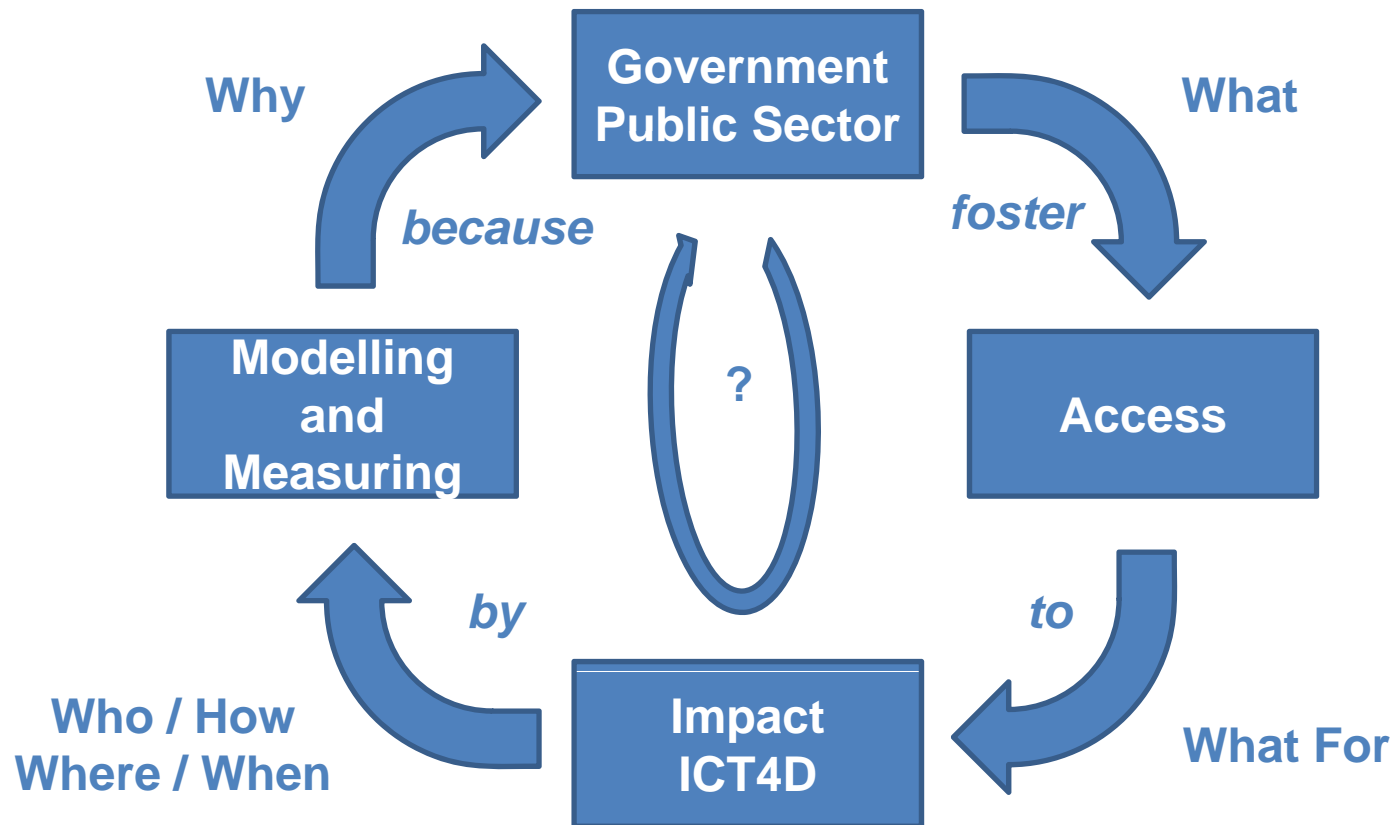 Government
Public Sector
Why
What
because
foster
Modelling
and
Measuring
?
Access
by
to
Impact
ICT4D
Who / How
Where / When
What For